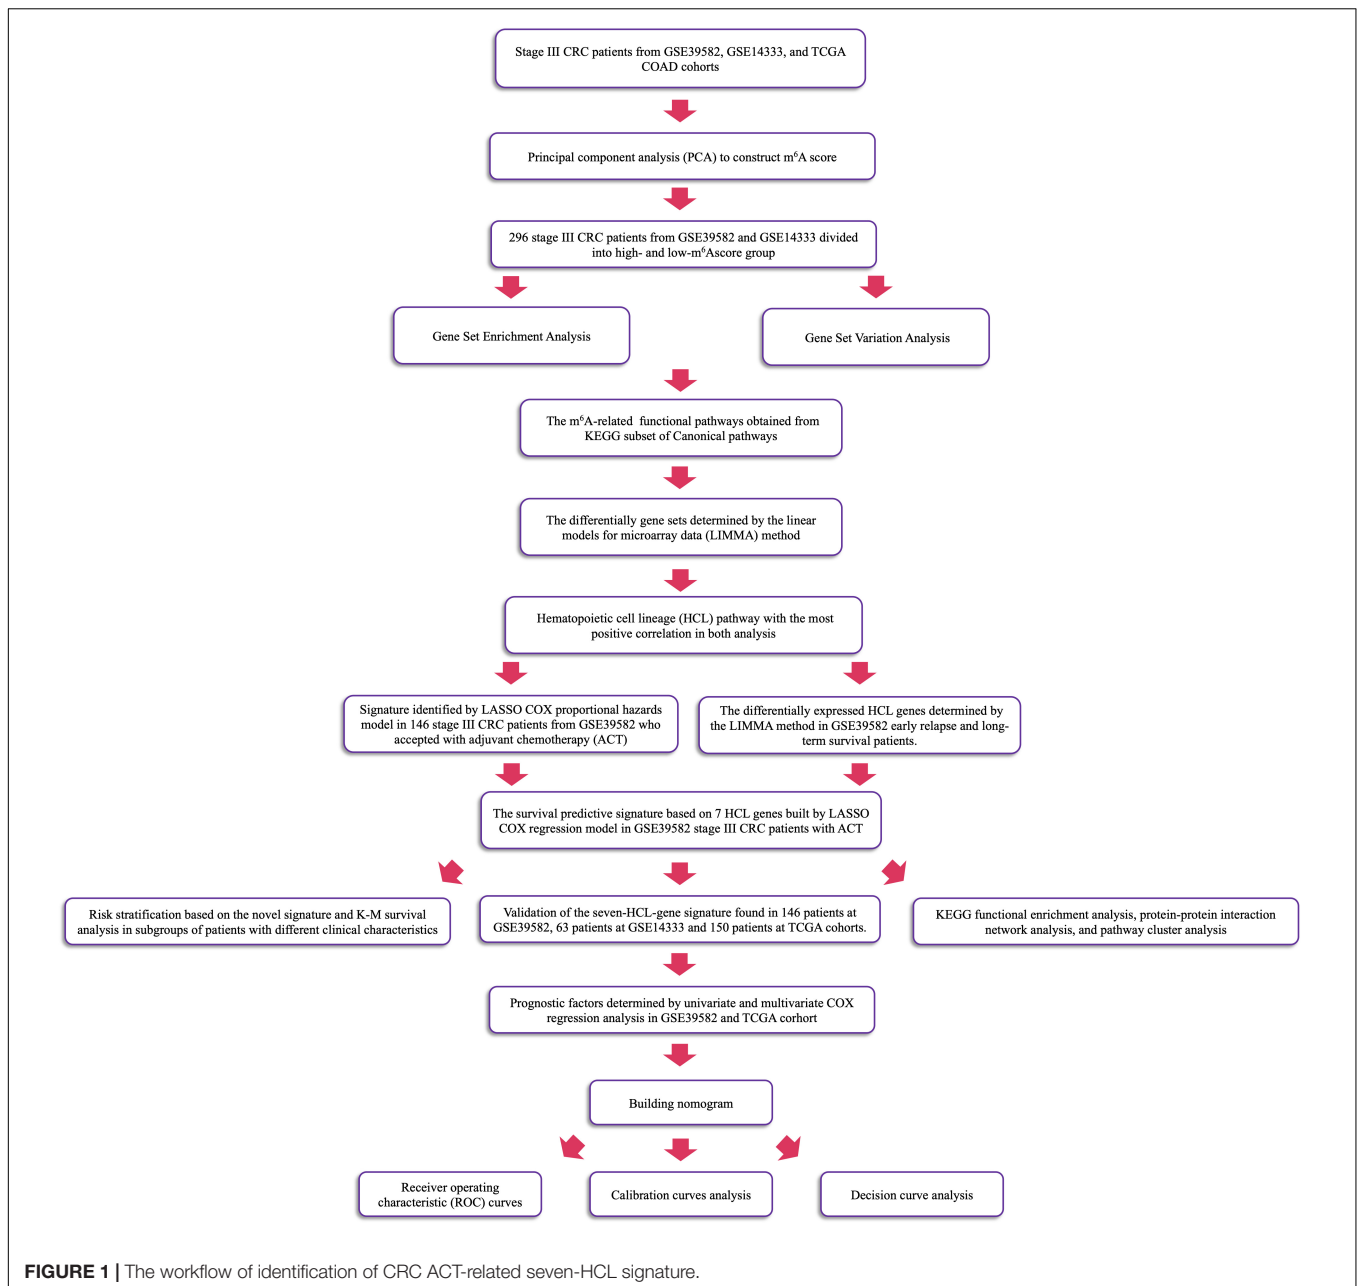 Stage III CRC patients from GSE39582, GSE14333, and TCGA
COAD cohorts
Principal component analysis (PCA) to construct m⁶A score
296 stage III CRC patients from GSE39582 and GSE14333 divided
into high- and low-m⁶Ascore group
Gene Set Enrichment Analysis
Gene Set Variation Analysis
The m⁶A-related functional pathways obtained from
KEGG subset of Canonical pathways
The differentially gene sets determined by the linear
models for microarray data (LIMMA) method
Hematopoietic cell lineage (HCL) pathway with the most
positive correlation in both analysis
Signature identified by LASSO COX proportional hazards
model in 146 stage III CRC patients from GSE39582 who
accepted with adjuvant chemotherapy (ACT)
The differentially expressed HCL genes determined by
the LIMMA method in GSE39582 early relapse and long-
term survival patients.
The survival predictive signature based on 7 HCL genes built by LASSO
COX regression model in GSE39582 stage III CRC patients with ACT
Risk stratification based on the novel signature and K-M survival
analysis in subgroups of patients with different clinical characteristics
Validation of the seven-HCL-gene signature found in 146 patients at
GSE39582, 63 patients at GSE14333 and 150 patients at TCGA cohorts.
KEGG functional enrichment analysis, protein-protein interaction
network analysis, and pathway cluster analysis
Prognostic factors determined by univariate and multivariate COX
regression analysis in GSE39582 and TCGA corhort
Building nomogram
Receiver operating
characteristic (ROC) curves
Calibration curves analysis
Decision curve analysis
FIGURE 1 | The workflow of identification of CRC ACT-related seven-HCL signature.